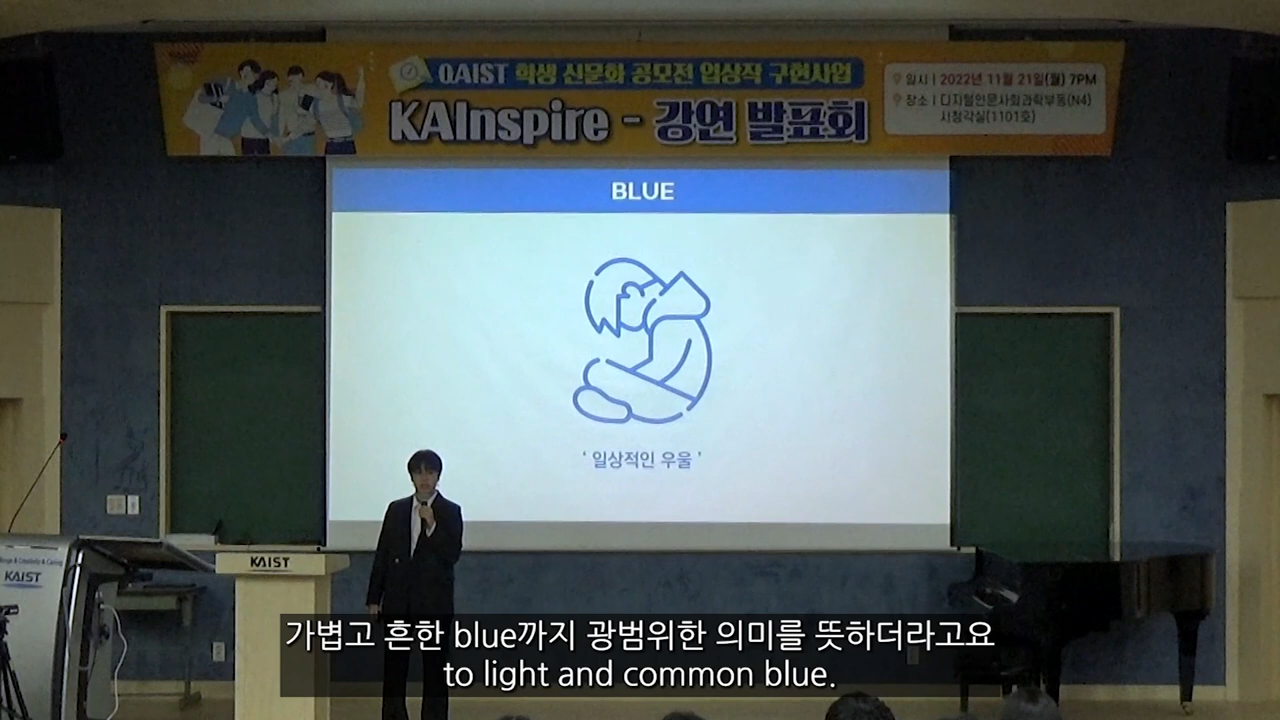 QAIST 학생 신문화 공모전 입상작 구현사업
KAInspire - 강연 발표회
일시 | 2022년 11월 21일(월) 7PM
장소 | 디지털인문사회과학부동(N4)
시청각실(1101호)
BLUE
' 일상적인 우울 '
KAIST
KAIST
가볍고 흔한 blue까지 광범위한 의미를 뜻하더라고요
to light and common blue.